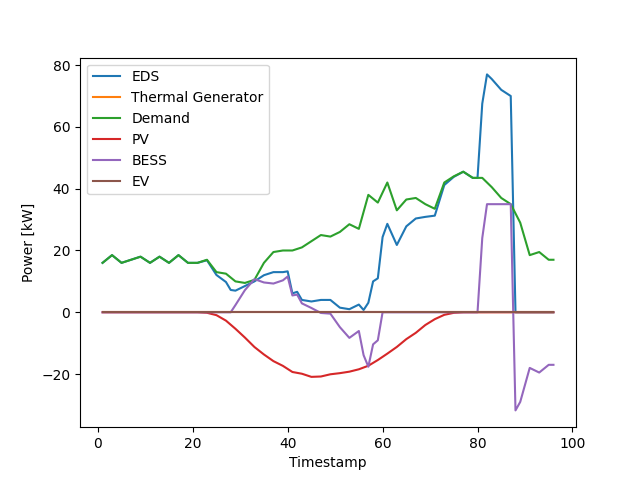 80
60
40
20
0
−20
Power [kW]
EDS
Thermal Generator
Demand
PV
BESS
EV
0 20 40 60 80 100
Timestamp